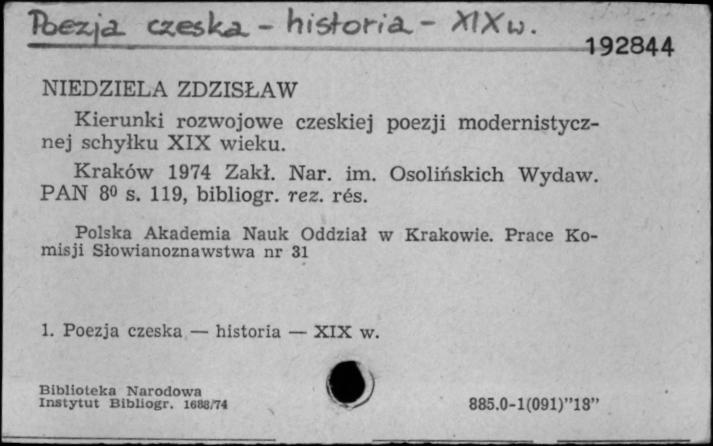 Poezja czeska - historia - XIX w.
192844
NIEDZIELA ZDZISŁAW
Kierunki rozwojowe czeskiej poezji modernistycz-
nej schyłku XIX wieku.
Kraków 1974 Zakł. Nar. im. Osolińskich Wydaw.
PAN 8⁰ s. 119, bibliogr. rez. rés.
Polska Akademia Nauk Oddział w Krakowie. Prace Ko-
misji Słowianoznawstwa nr 31
1. Poezja czeska — historia — XIX w.
Biblioteka Narodowa
Instytut Bibliogr. 1688/74
885.0-1(091)"18"